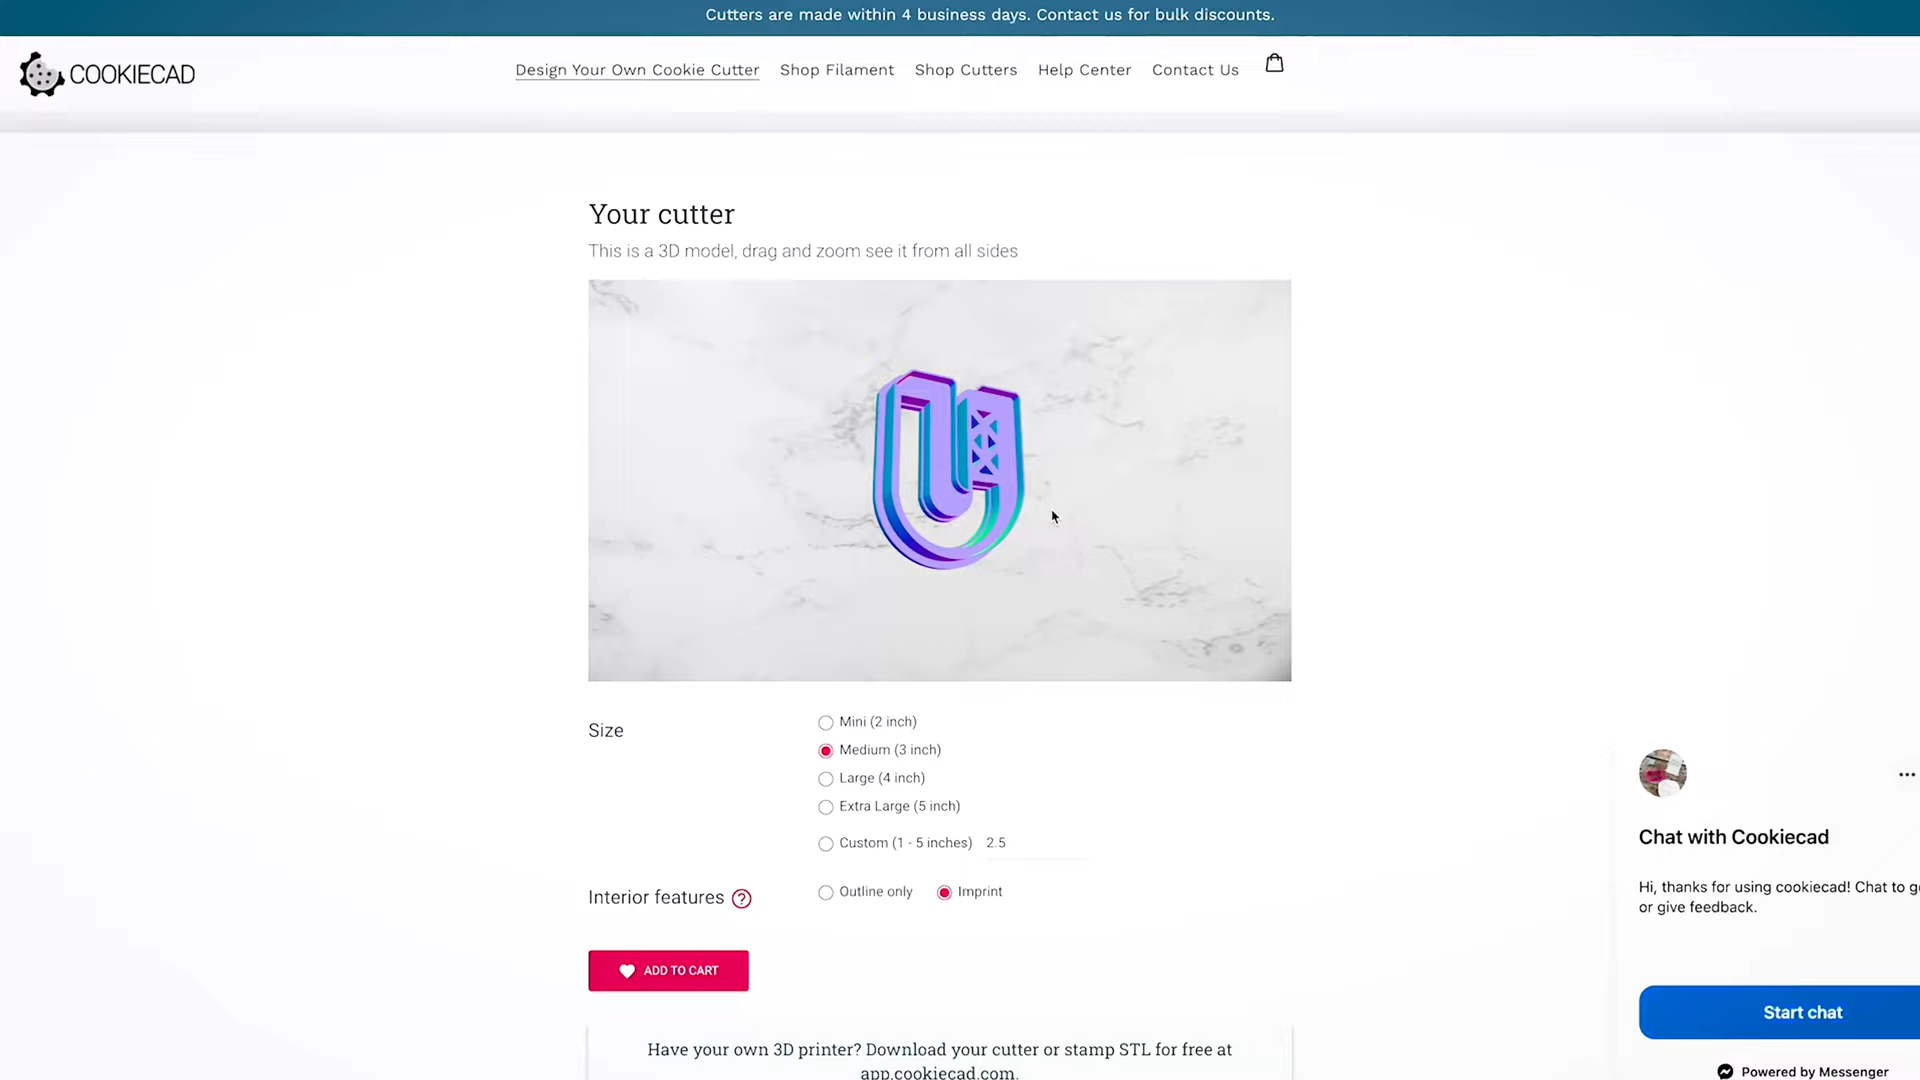 Cutters are made within 4 business days. Contact us for bulk discounts.
COOKIECAD
Design Your Own Cookie Cutter
Shop Filament
Shop Cutters
Help Center
Contact Us
Your cutter
This is a 3D model, drag and zoom see it from all sides
Size
Mini (2 inch)
Medium (3 inch)
Large (4 inch)
Extra Large (5 inch)
Custom (1 - 5 inches) 2.5
Interior features ?
Outline only
Imprint
ADD TO CART
Have your own 3D printer? Download your cutter or stamp STL for free at
app.cookiecad.com.
Chat with Cookiecad
Hi, thanks for using cookiecad! Chat to g
or give feedback.
Start chat
Powered by Messenger